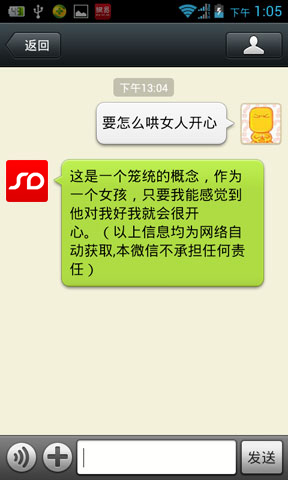 下午1:05
返回
下午13:04
要怎么哄女人开心
这是一个笼统的概念，作为
一个女孩，只要我能感觉到
他对我好我就会很开
心。（以上信息均为网络自
动获取,本微信不承担任何责
任）
发送